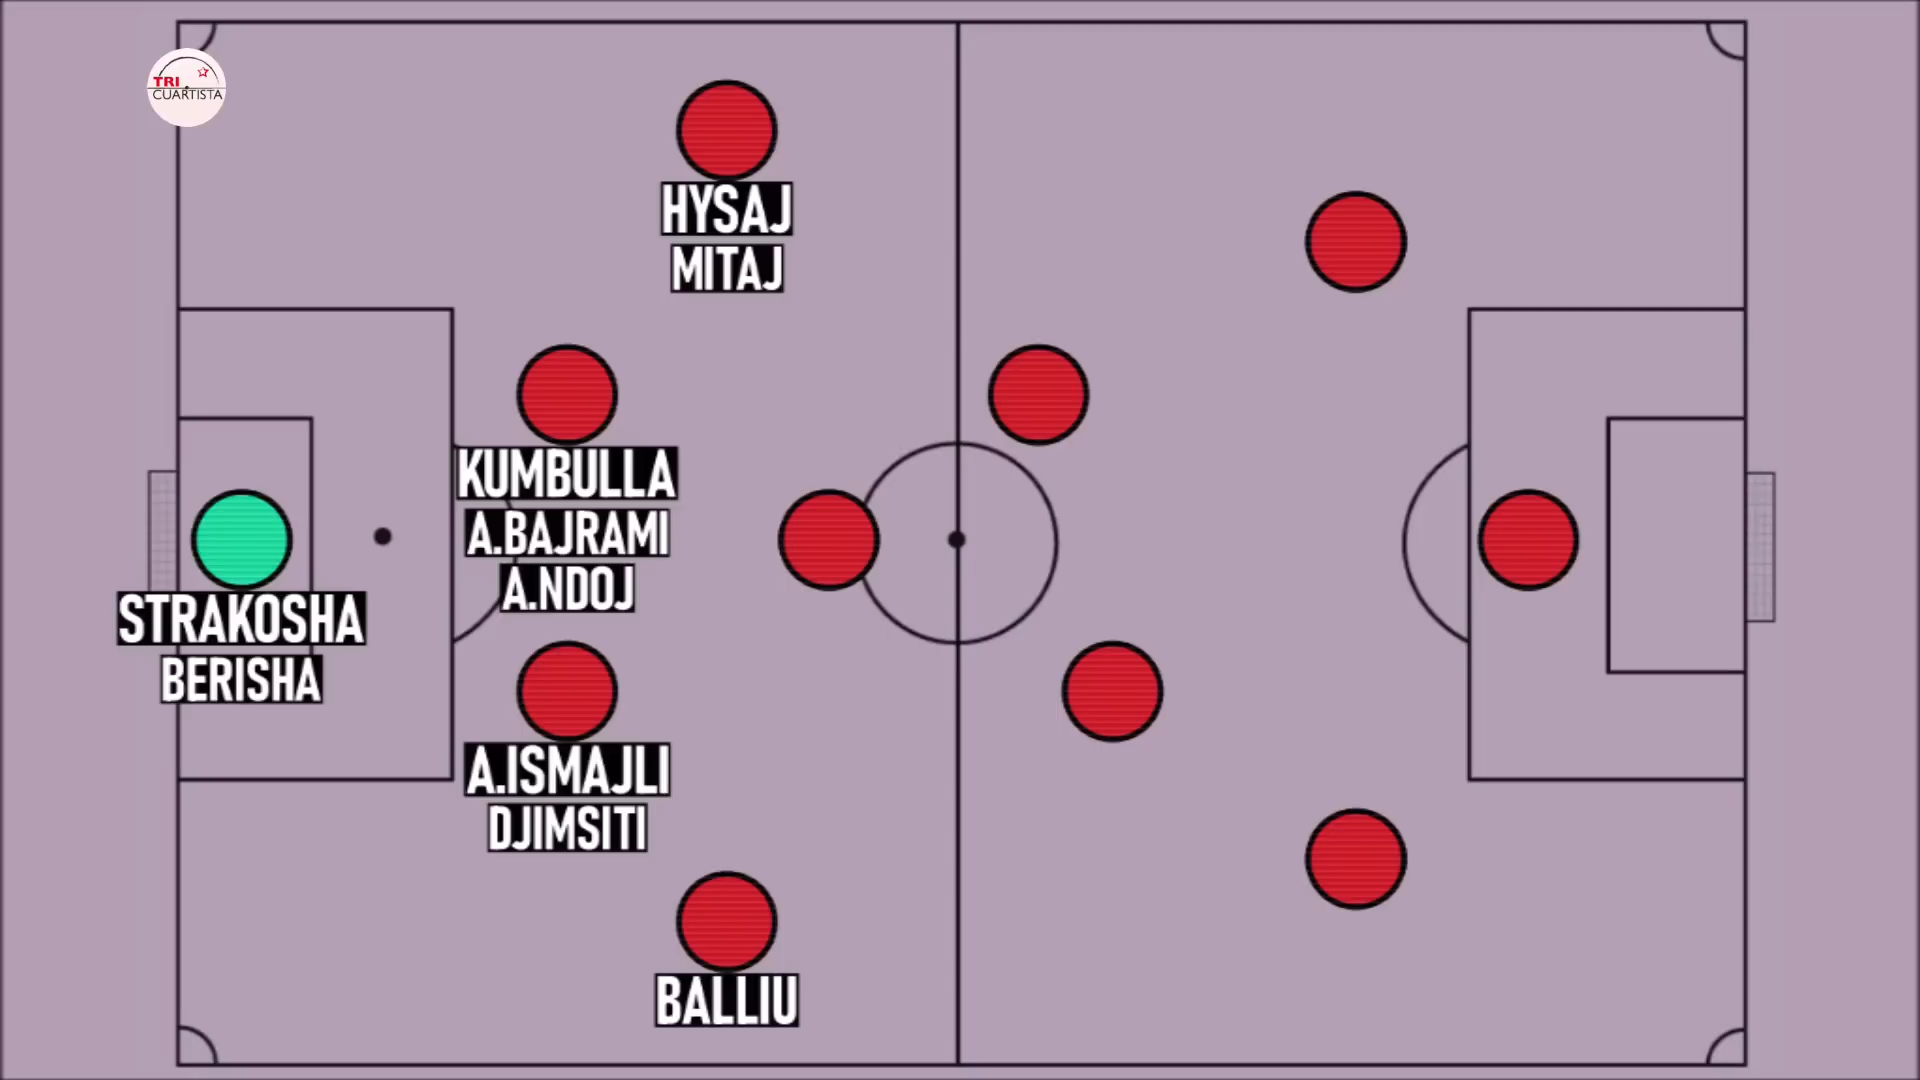 TRI
CUARTISTA
HYSAJ
MITAJ
KUMBULLA
A.BAJRAMI
A.NDOJ
STRAKOSHA
BERISHA
A.ISMAJLI
DJIMSITI
BALLIU